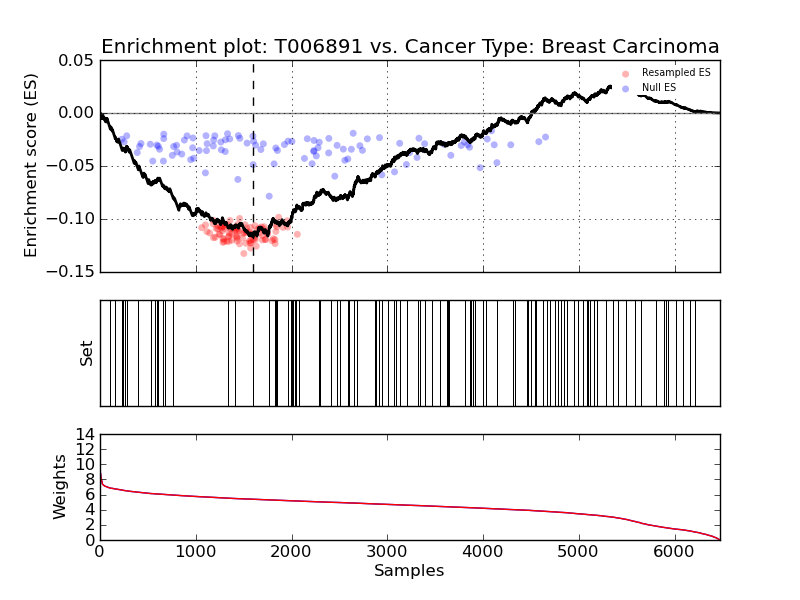 Enrichment plot: T006891 vs. Cancer Type: Breast Carcinoma
Enrichment score (ES)
0.05
0.00
−0.05
−0.10
−0.15
Resampled ES
Null ES
Set
Weights
14
12
10
8
6
4
2
0
0 1000 2000 3000 4000 5000 6000
Samples